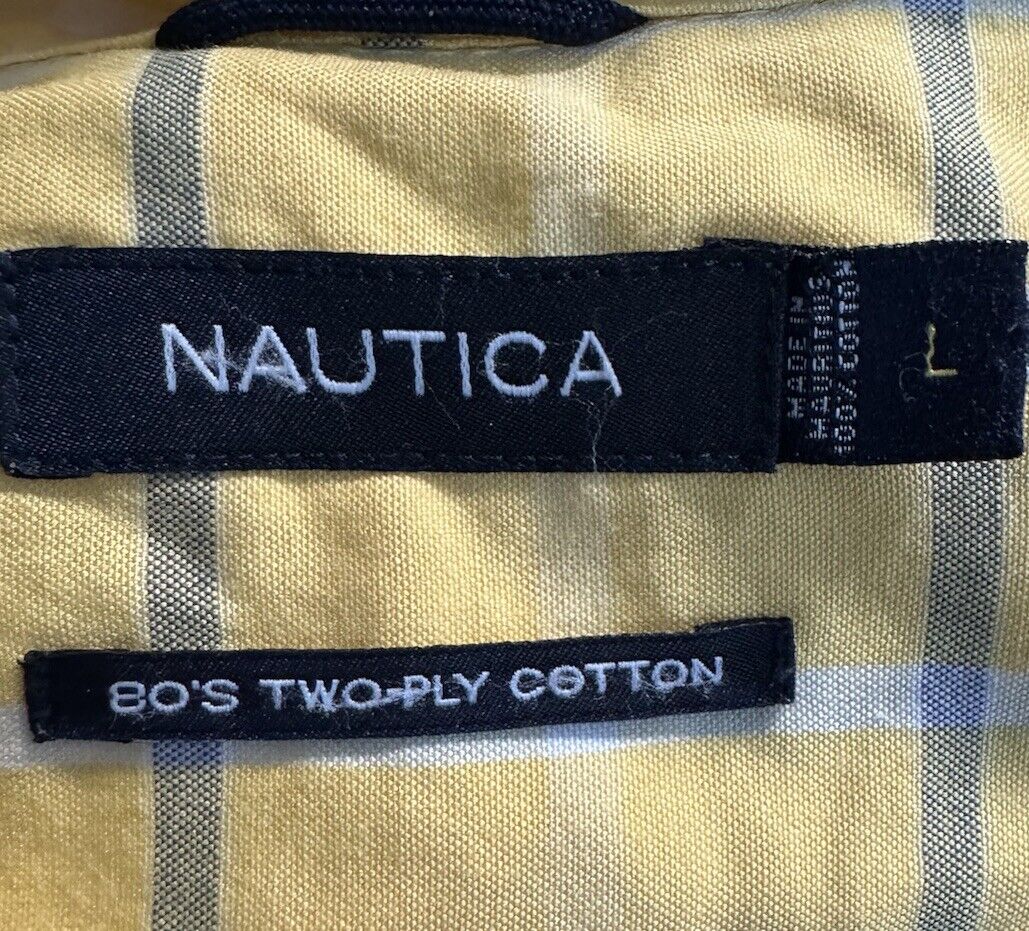 NAUTICA
MADE IN
MAURITIUS
100% COTTON
L
80'S TWO-PLY COTTON